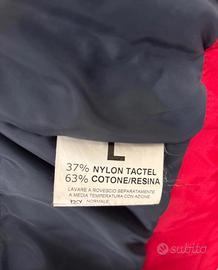 L
37% NYLON TACTEL
63% COTONE/RESINA
LAVARE A ROVESCIO SEPARATAMENTE
A MEDIA TEMPERATURA CON AZIONE
NORMALE
subito